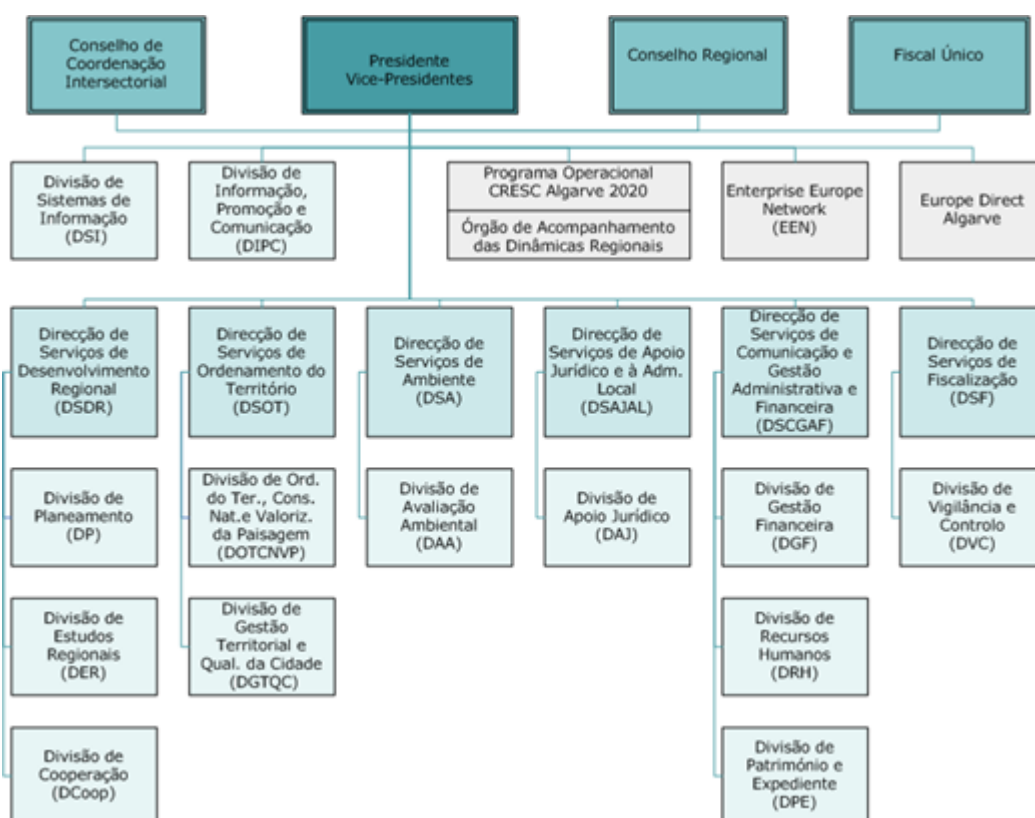 Conselho de
Coordenação
Intersectorial
Presidente
Vice-Presidentes
Conselho Regional
Fiscal Único
Divisão de
Sistemas de
Informação
(DSI)
Divisão de
Informação,
Promoção e
Comunicação
(DIPC)
Programa Operacional
CRESC Algarve 2020
Órgão de Acompanhamento
das Dinâmicas Regionais
Enterprise Europe
Network
(EEN)
Europe Direct
Algarve
Direcção de
Serviços de
Desenvolvimento
Regional
(DSDR)
Direcção de
Serviços de
Ordenamento do
Território
(DSOT)
Direcção de
Serviços de
Ambiente
(DSA)
Direcção de
Serviços de Apoio
Jurídico e à Adm.
Local
(DSAJAL)
Direcção de
Serviços de
Comunicação e
Gestão
Administrativa e
Financeira
(DSCGAF)
Direcção de
Serviços de
Fiscalização
(DSF)
Divisão de
Planeamento
(DP)
Divisão de Ord.
do Ter., Cons.
Nat.e Valoriz.
da Paisagem
(DOTCNVP)
Divisão de
Avaliação
Ambiental
(DAA)
Divisão de
Apoio Jurídico
(DAJ)
Divisão de
Gestão
Financeira
(DGF)
Divisão de
Vigilância e
Controlo
(DVC)
Divisão de
Estudos
Regionais
(DER)
Divisão de
Gestão
Territorial e
Qual. da Cidade
(DGTQC)
Divisão de
Recursos
Humanos
(DRH)
Divisão de
Cooperação
(DCoop)
Divisão de
Património e
Expediente
(DPE)